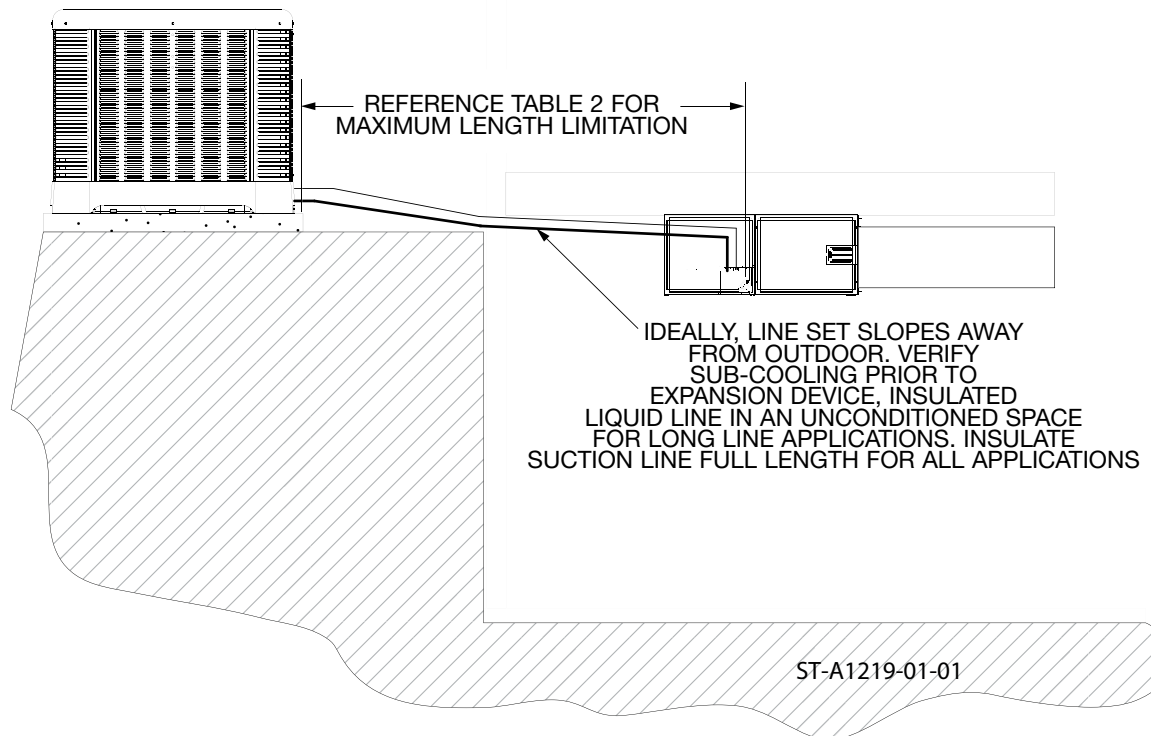 REFERENCE TABLE 2 FOR
MAXIMUM LENGTH LIMITATION
IDEALLY, LINE SET SLOPES AWAY
FROM OUTDOOR. VERIFY
SUB-COOLING PRIOR TO
EXPANSION DEVICE, INSULATED
LIQUID LINE IN AN UNCONDITIONED SPACE
FOR LONG LINE APPLICATIONS. INSULATE
SUCTION LINE FULL LENGTH FOR ALL APPLICATIONS
ST-A1219-01-01